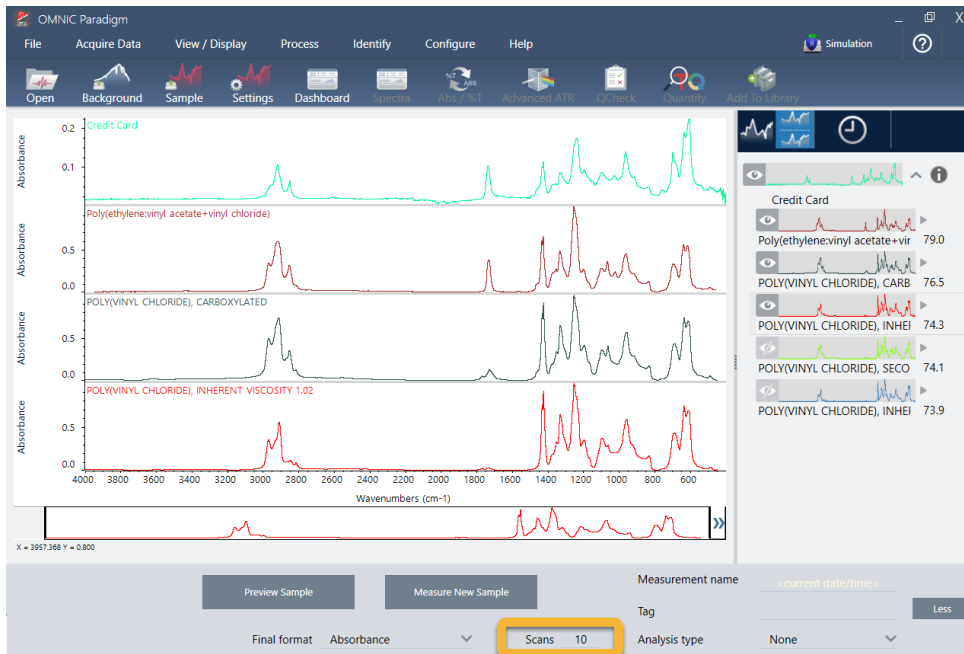 OMNIC Paradigm
File Acquire Data View / Display Process Identify Configure Help Simulation
Open Background Sample Settings Dashboard Spectra Abs / %T Advanced ATR QCheck Quantify Add To Library
%T ABS
Credit Card
Absorbance
0.2
0.1
Poly(ethylene:vinyl acetate+vinyl chloride)
Absorbance
0.5
0.0
POLY(VINYL CHLORIDE), CARBOXYLATED
Absorbance
0.5
0.0
POLY(VINYL CHLORIDE), INHERENT VISCOSITY 1.02
Absorbance
0.5
0.0
4000 3800 3600 3400 3200 3000 2800 2600 2400 2200 2000 1800 1600 1400 1200 1000 800 600
Wavenumbers (cm-1)
X = 3957.368 Y = 0.800
Credit Card
Poly(ethylene:vinyl acetate+vir 79.0
POLY(VINYL CHLORIDE), CARB 76.5
POLY(VINYL CHLORIDE), INHEI 74.3
POLY(VINYL CHLORIDE), SECO 74.1
POLY(VINYL CHLORIDE), INHEI 73.9
Preview Sample Measure New Sample
Measurement name <current date/time>
Tag
Less
Final format Absorbance Scans 10 Analysis type None